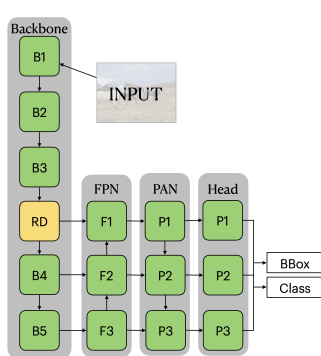 Backbone
B1
INPUT
B2
B3
FPN PAN Head
RD F1 P1 P1
B4 F2 P2 P2
BBox
Class
B5 F3 P3 P3